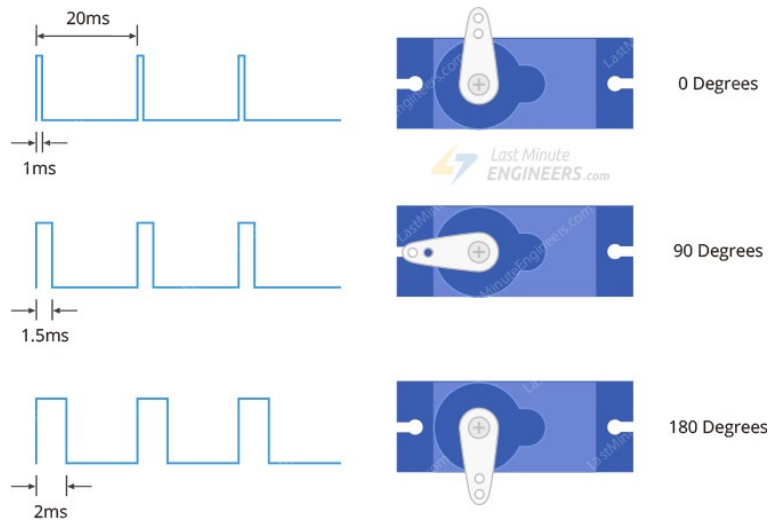 20ms
0 Degrees
1ms
Last Minute
ENGINEERS.com
90 Degrees
1.5ms
180 Degrees
2ms